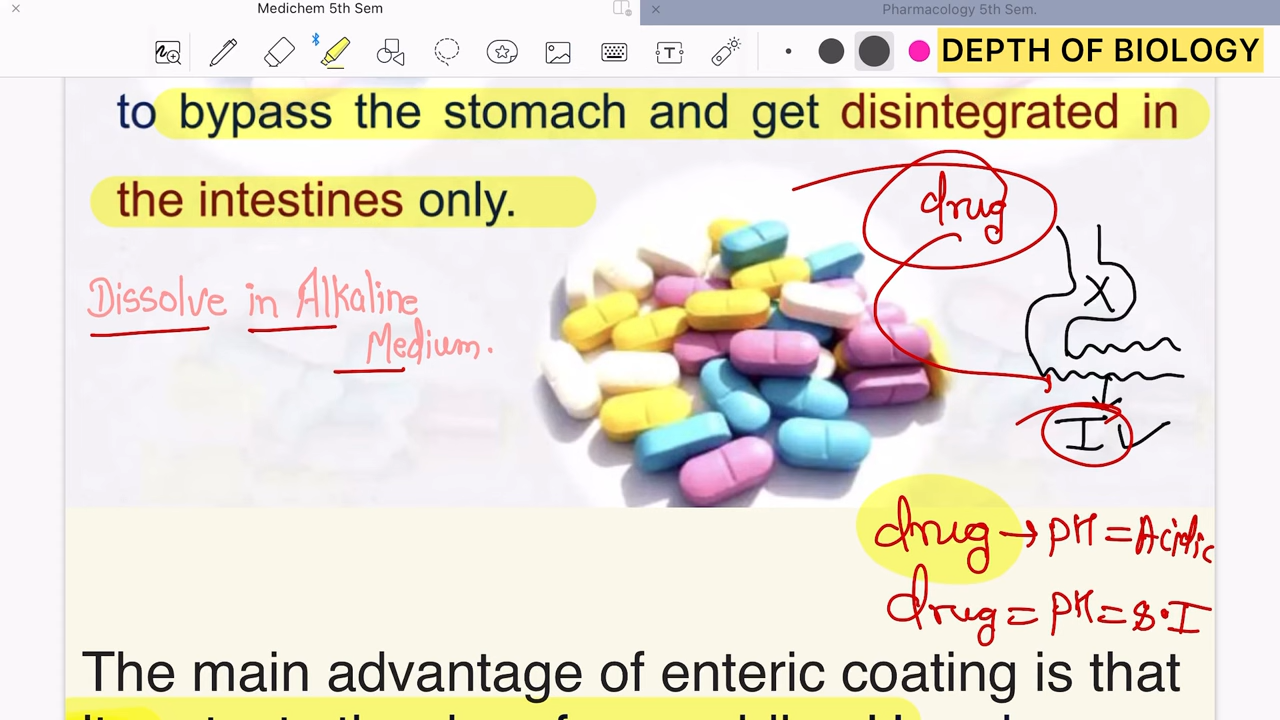 Medichem 5th Sem
Pharmacology 5th Sem.
DEPTH OF BIOLOGY
to bypass the stomach and get disintegrated in
the intestines only.
drug
Dissolve in Alkaline
Medium.
X
I
drug → pH = Acidic
drug = pH = S.I
The main advantage of enteric coating is that